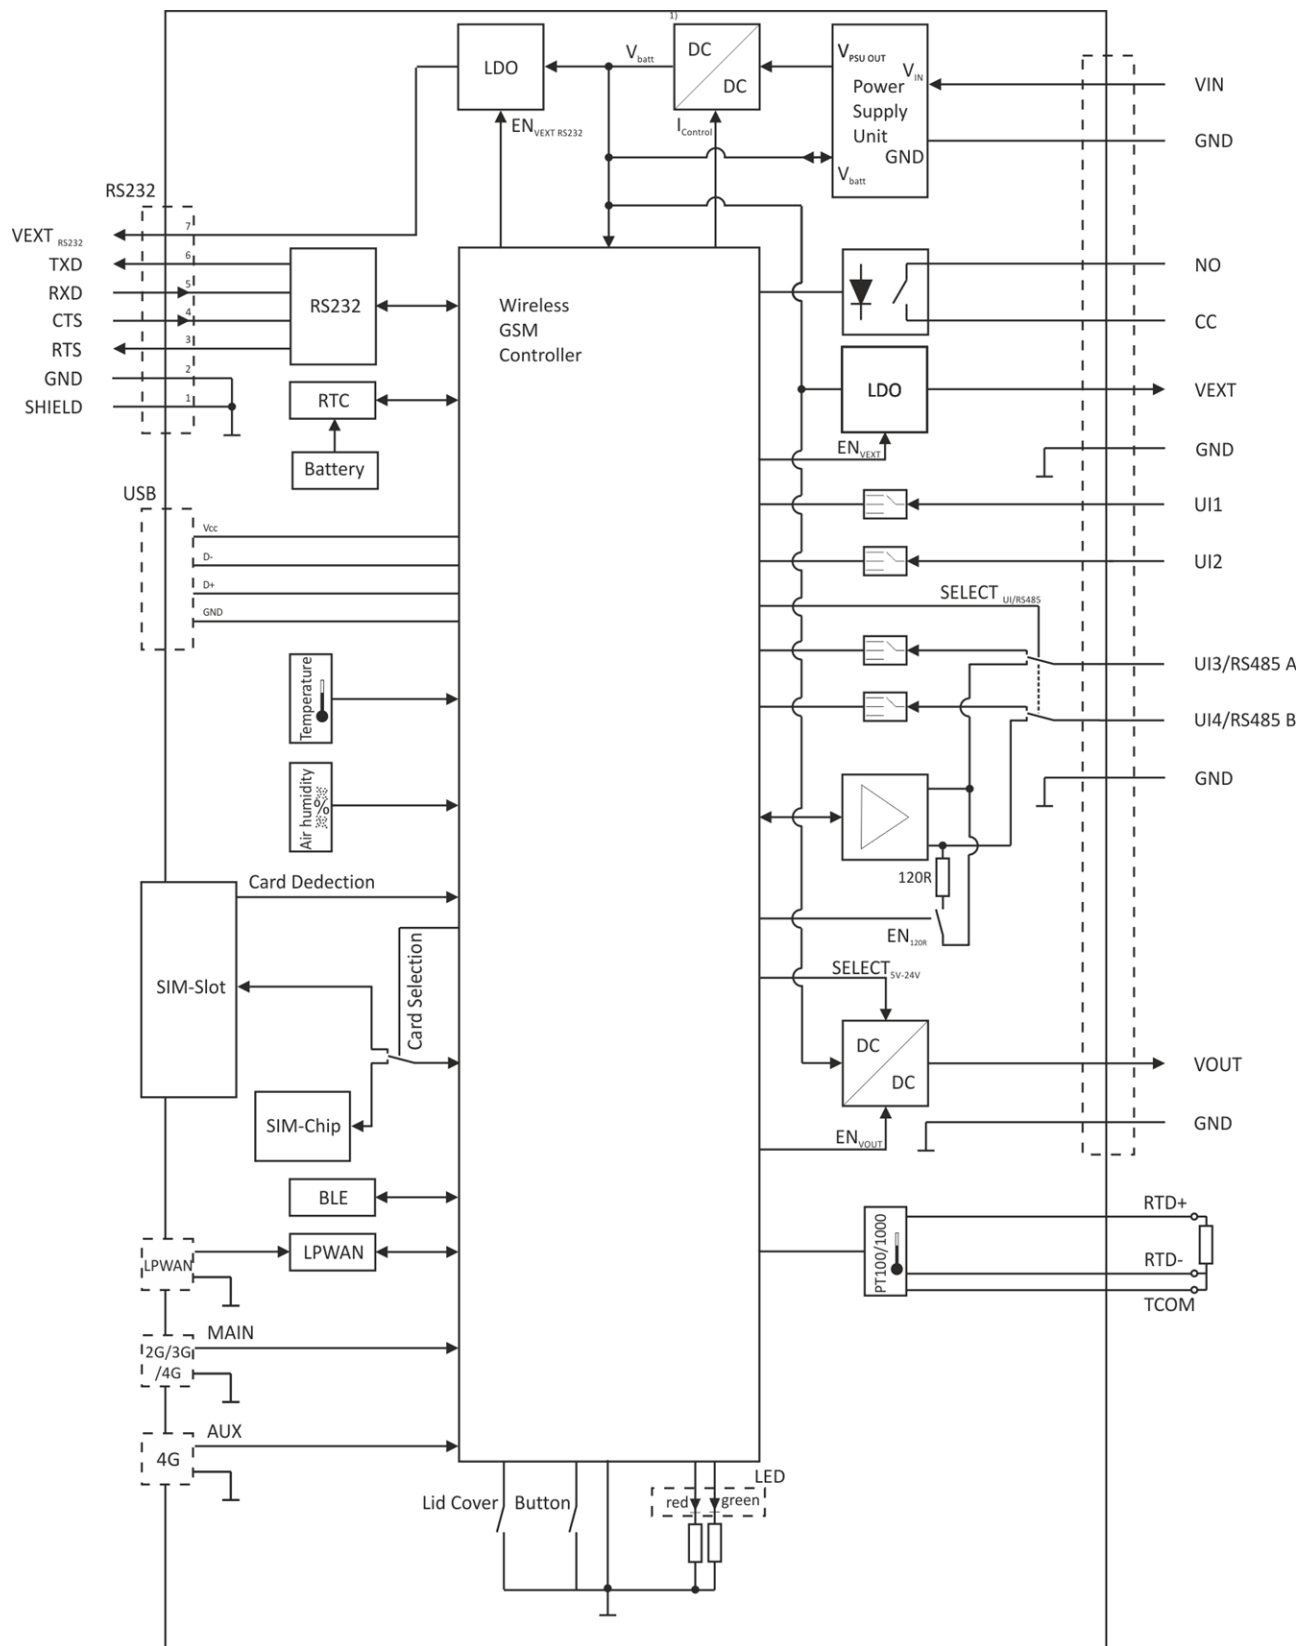 1)
DC
DC
V PSU OUT
V IN
Power
Supply
Unit
GND
V batt
LDO
V batt
EN VEXT RS232
I Control
VIN
GND
RS232
VEXT RS232
7
TXD
6
RXD
5
CTS
4
RTS
3
GND
2
SHIELD
1
RS232
RTC
Battery
Wireless
GSM
Controller
NO
CC
LDO
VEXT
EN VEXT
GND
UI1
UI2
SELECT UI/RS485
UI3/RS485 A
UI4/RS485 B
GND
USB
Vcc
D-
D+
GND
Temperature
Air humidity
%
120R
EN 120R
Card Dedection
SIM-Slot
Card Selection
SIM-Chip
SELECT 5V-24V
DC
DC
VOUT
EN VOUT
GND
BLE
LPWAN
LPWAN
PT100/1000
RTD+
RTD-
TCOM
MAIN
2G/3G
/4G
AUX
4G
Lid Cover
Button
LED
red
green